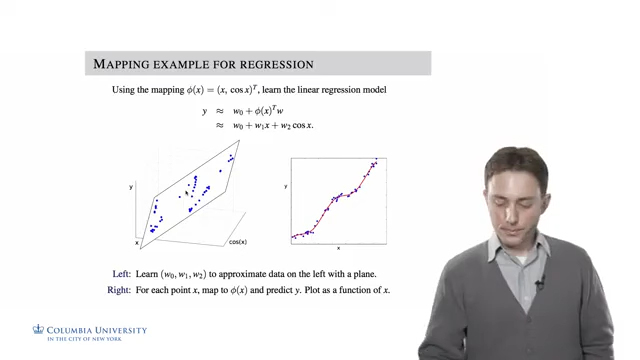 MAPPING EXAMPLE FOR REGRESSION
Using the mapping ϕ(x) = (x, cos x)ᵀ, learn the linear regression model
y ≈ w₀ + ϕ(x)ᵀw
≈ w₀ + w₁x + w₂ cos x.
y
x
cos(x)
y
x
Left: Learn (w₀, w₁, w₂) to approximate data on the left with a plane.
Right: For each point x, map to ϕ(x) and predict y. Plot as a function of x.
COLUMBIA UNIVERSITY
IN THE CITY OF NEW YORK